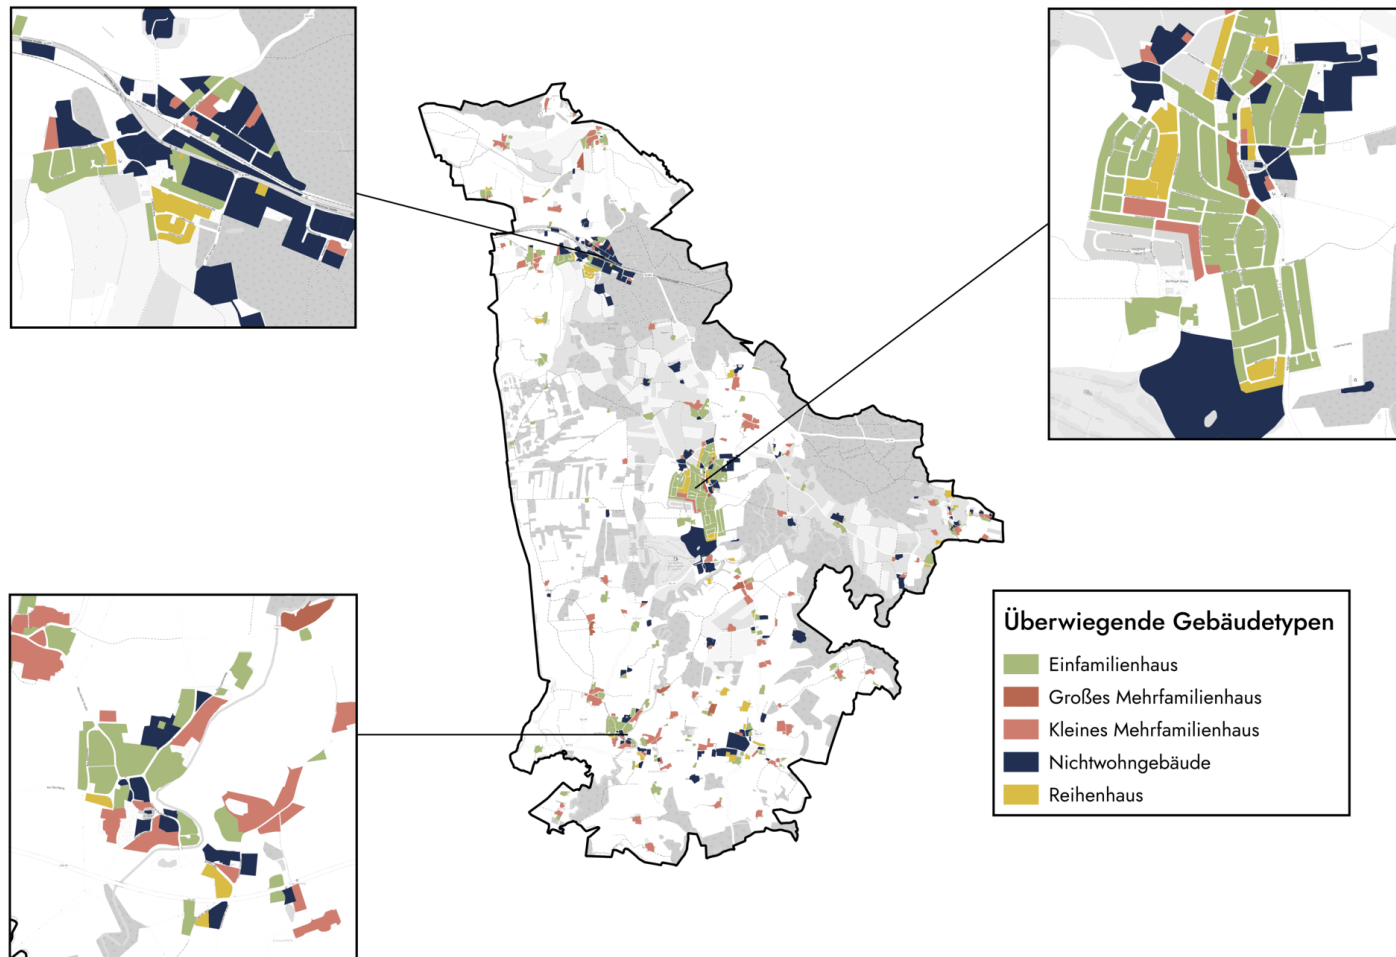 Überwiegende Gebäudetypen
Einfamilienhaus
Großes Mehrfamilienhaus
Kleines Mehrfamilienhaus
Nichtwohngebäude
Reihenhaus